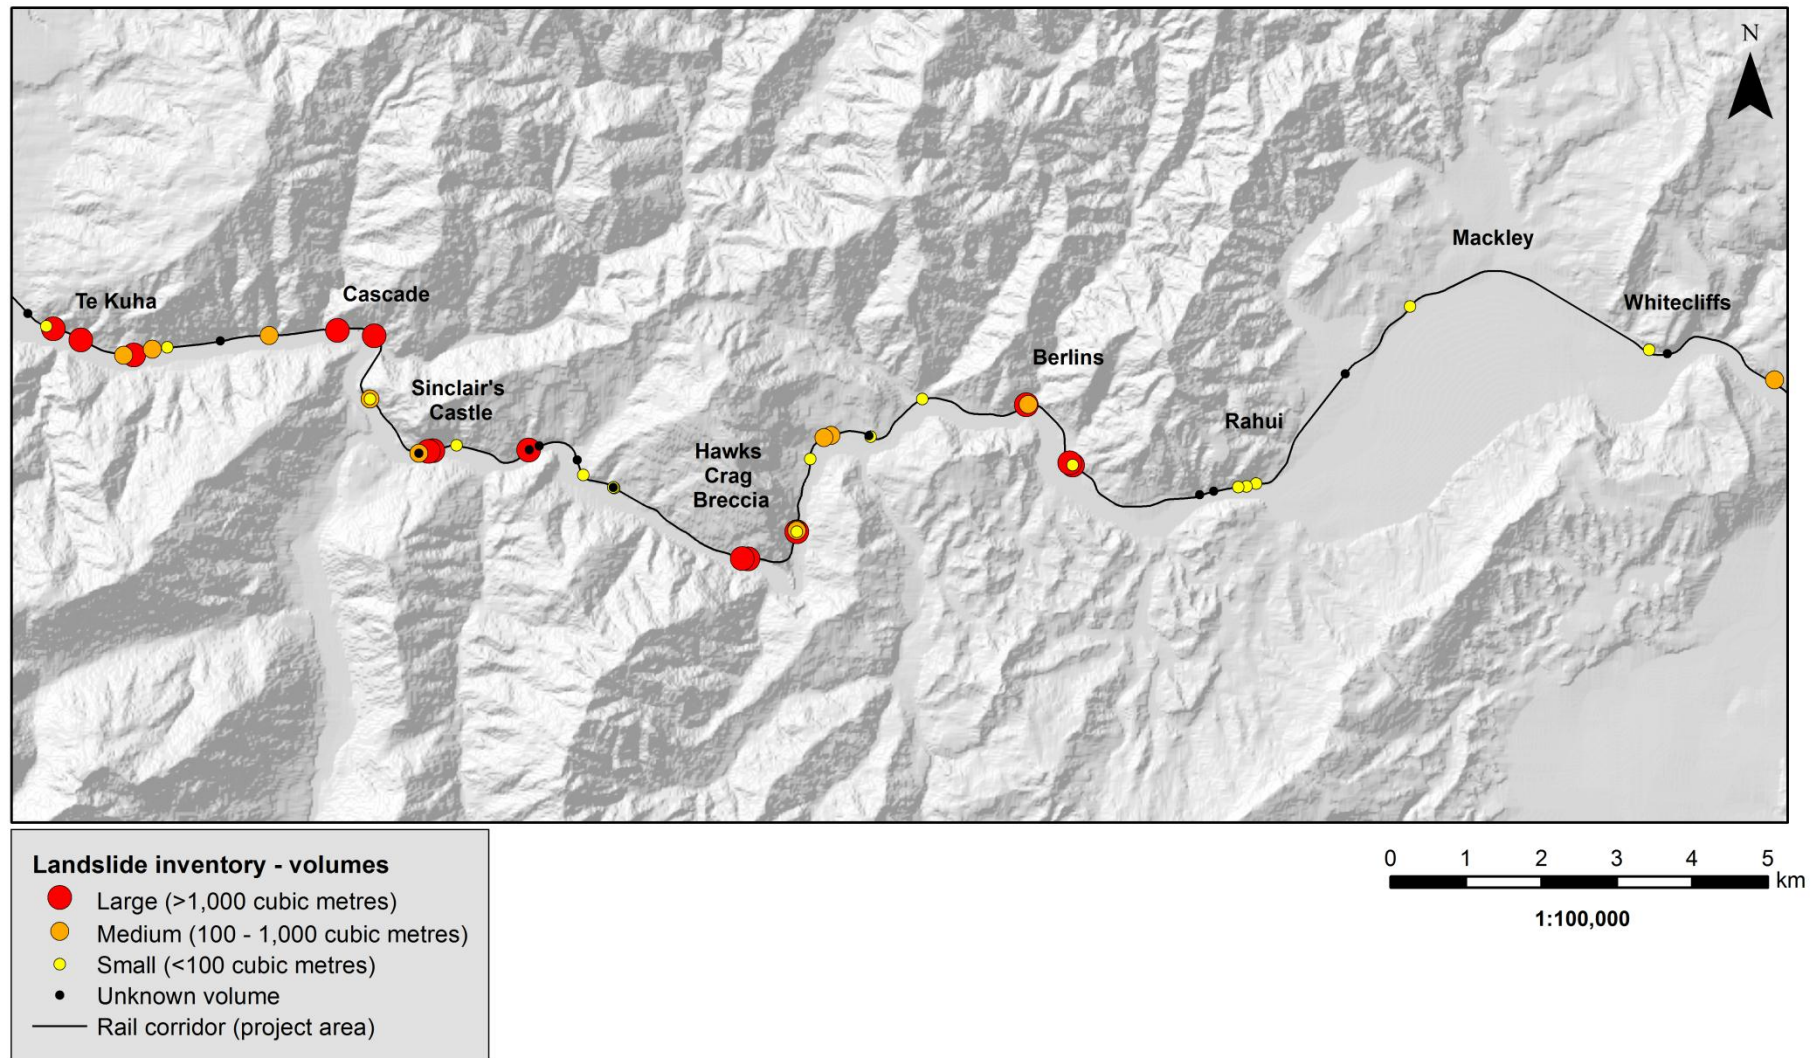 N
Mackley
Te Kuha
Cascade
Whitecliffs
Berlins
Sinclair's
Castle
Rahui
Hawks
Crag
Breccia
Landslide inventory - volumes
Large (>1,000 cubic metres)
Medium (100 - 1,000 cubic metres)
Small (<100 cubic metres)
Unknown volume
Rail corridor (project area)
0 1 2 3 4 5
km
1:100,000